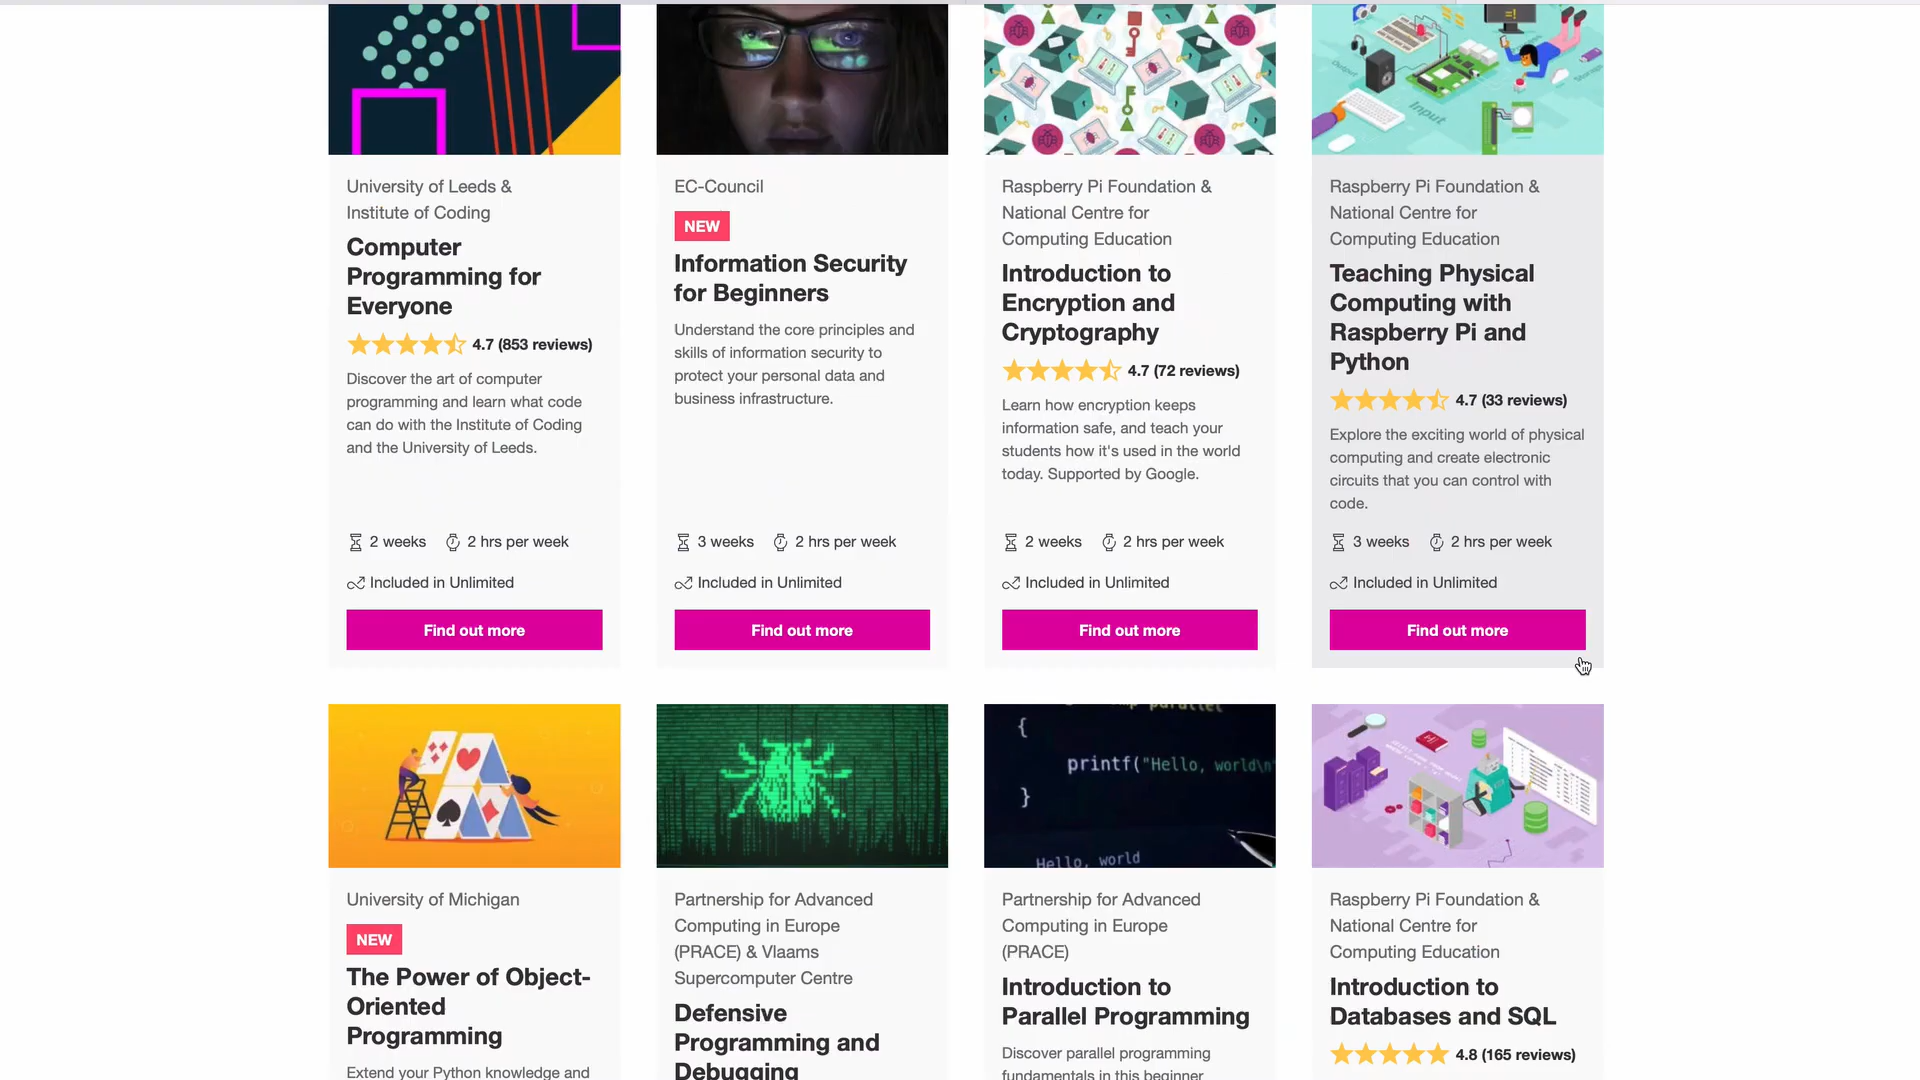 Output
Input
Storage
University of Leeds &
Institute of Coding
Computer
Programming for
Everyone
4.7 (853 reviews)
Discover the art of computer
programming and learn what code
can do with the Institute of Coding
and the University of Leeds.
2 weeks 2 hrs per week
Included in Unlimited
Find out more
EC-Council
NEW
Information Security
for Beginners
Understand the core principles and
skills of information security to
protect your personal data and
business infrastructure.
3 weeks 2 hrs per week
Included in Unlimited
Find out more
Raspberry Pi Foundation &
National Centre for
Computing Education
Introduction to
Encryption and
Cryptography
4.7 (72 reviews)
Learn how encryption keeps
information safe, and teach your
students how it's used in the world
today. Supported by Google.
2 weeks 2 hrs per week
Included in Unlimited
Find out more
Raspberry Pi Foundation &
National Centre for
Computing Education
Teaching Physical
Computing with
Raspberry Pi and
Python
4.7 (33 reviews)
Explore the exciting world of physical
computing and create electronic
circuits that you can control with
code.
3 weeks 2 hrs per week
Included in Unlimited
Find out more
University of Michigan
NEW
The Power of Object-
Oriented
Programming
Extend your Python knowledge and
Partnership for Advanced
Computing in Europe
(PRACE) & Vlaams
Supercomputer Centre
Defensive
Programming and
Debugging
parallel
{
printf("Hello, world\n"
}
Hello, world
Partnership for Advanced
Computing in Europe
(PRACE)
Introduction to
Parallel Programming
Discover parallel programming
fundamentals in this beginner
Raspberry Pi Foundation &
National Centre for
Computing Education
Introduction to
Databases and SQL
4.8 (165 reviews)